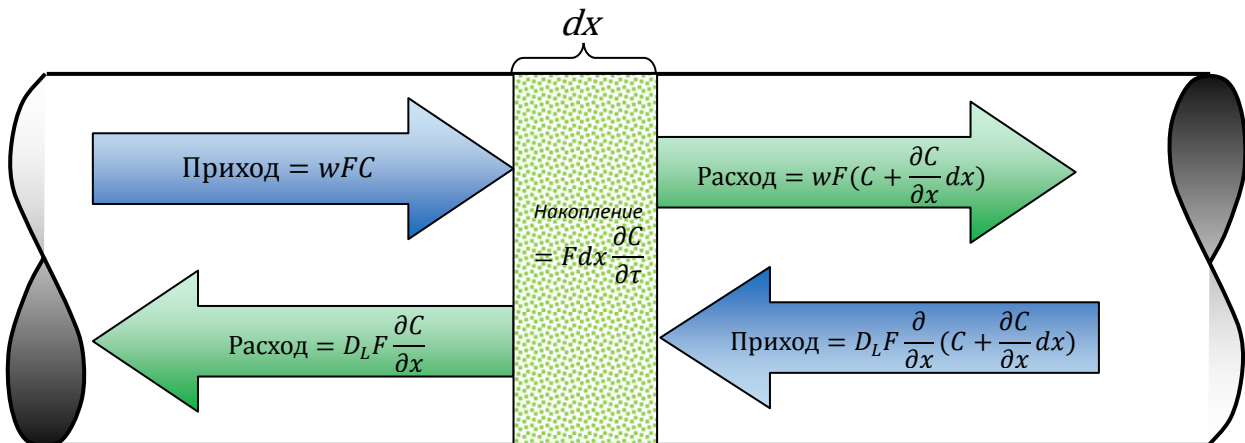 dx
Приход = wFC
Расход = wF(C + ∂C/∂x dx)
Накопление
= Fdx ∂C/∂τ
Расход = D_L F ∂C/∂x
Приход = D_L F ∂/∂x (C + ∂C/∂x dx)